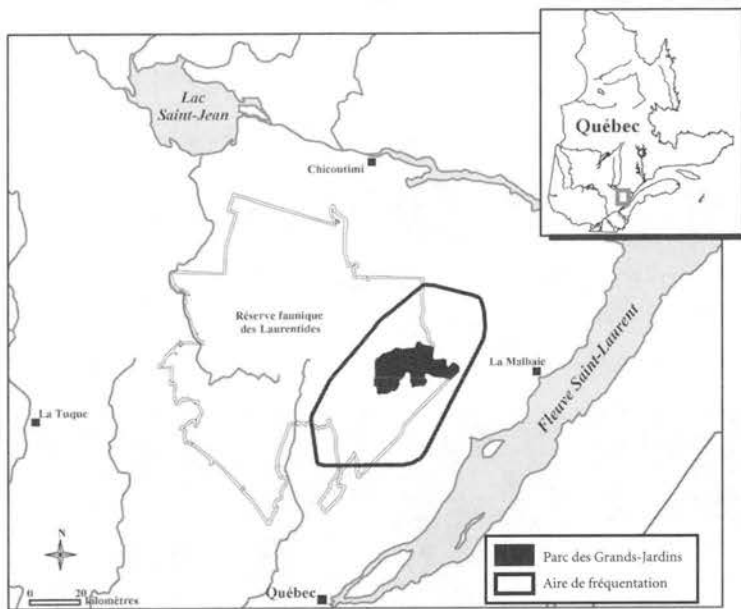 Lac
Saint-Jean
Québec
Chicoutimi
Réserve faunique
des Laurentides
La Malbaie
Fleuve Saint-Laurent
La Tuque
N
Parc des Grands-Jardins
Aire de fréquentation
0 20
kilomètres
Québec